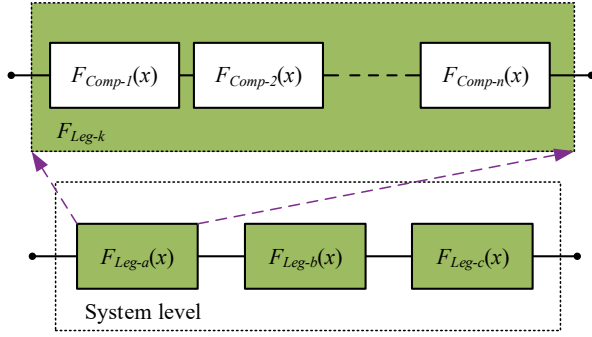 F_Comp-1(x) F_Comp-2(x) F_Comp-n(x)
F_Leg-k
F_Leg-a(x) F_Leg-b(x) F_Leg-c(x)
System level